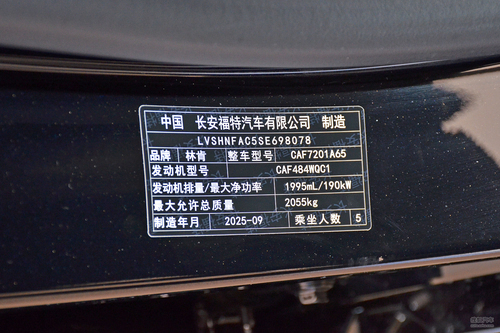 中国 长安福特汽车有限公司 制造
LVSHNFAC5SE698078
品牌 林肯 整车型号 CAF7201A65
发动机型号 CAF484WQC1
发动机排量/最大净功率 1995mL/190kW
最大允许总质量 2055kg
制造年月 2025-09 乘坐人数 5